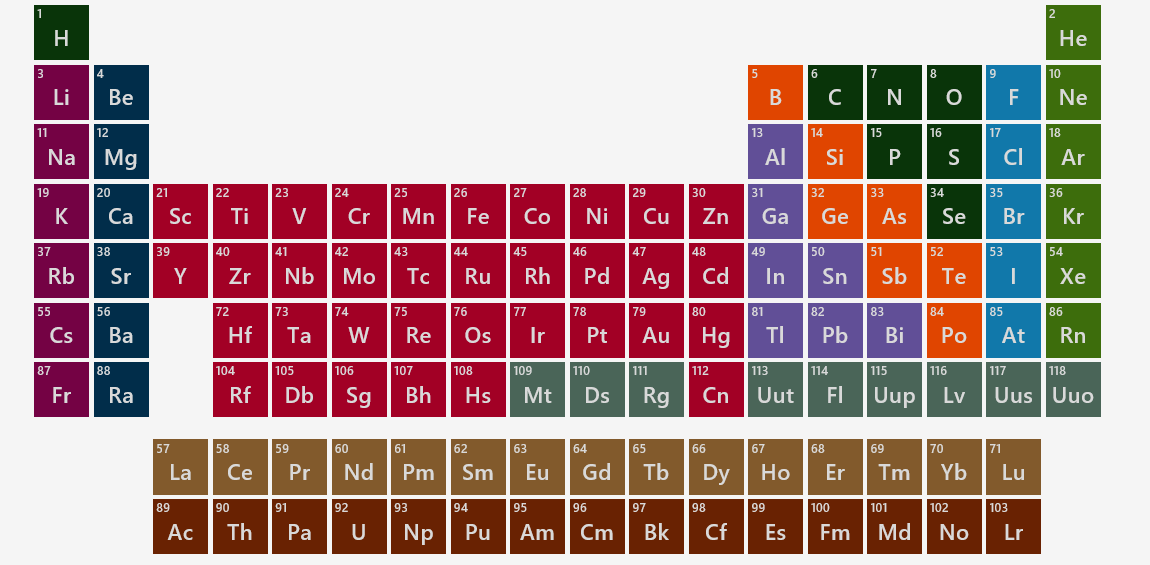 1 2
H He
3 4 5 6 7 8 9 10
Li Be B C N O F Ne
11 12 13 14 15 16 17 18
Na Mg Al Si P S Cl Ar
19 20 21 22 23 24 25 26 27 28 29 30 31 32 33 34 35 36
K Ca Sc Ti V Cr Mn Fe Co Ni Cu Zn Ga Ge As Se Br Kr
37 38 39 40 41 42 43 44 45 46 47 48 49 50 51 52 53 54
Rb Sr Y Zr Nb Mo Tc Ru Rh Pd Ag Cd In Sn Sb Te I Xe
55 56 72 73 74 75 76 77 78 79 80 81 82 83 84 85 86
Cs Ba Hf Ta W Re Os Ir Pt Au Hg Tl Pb Bi Po At Rn
87 88 104 105 106 107 108 109 110 111 112 113 114 115 116 117 118
Fr Ra Rf Db Sg Bh Hs Mt Ds Rg Cn Uut Fl Uup Lv Uus Uuo
57 58 59 60 61 62 63 64 65 66 67 68 69 70 71
La Ce Pr Nd Pm Sm Eu Gd Tb Dy Ho Er Tm Yb Lu
89 90 91 92 93 94 95 96 97 98 99 100 101 102 103
Ac Th Pa U Np Pu Am Cm Bk Cf Es Fm Md No Lr